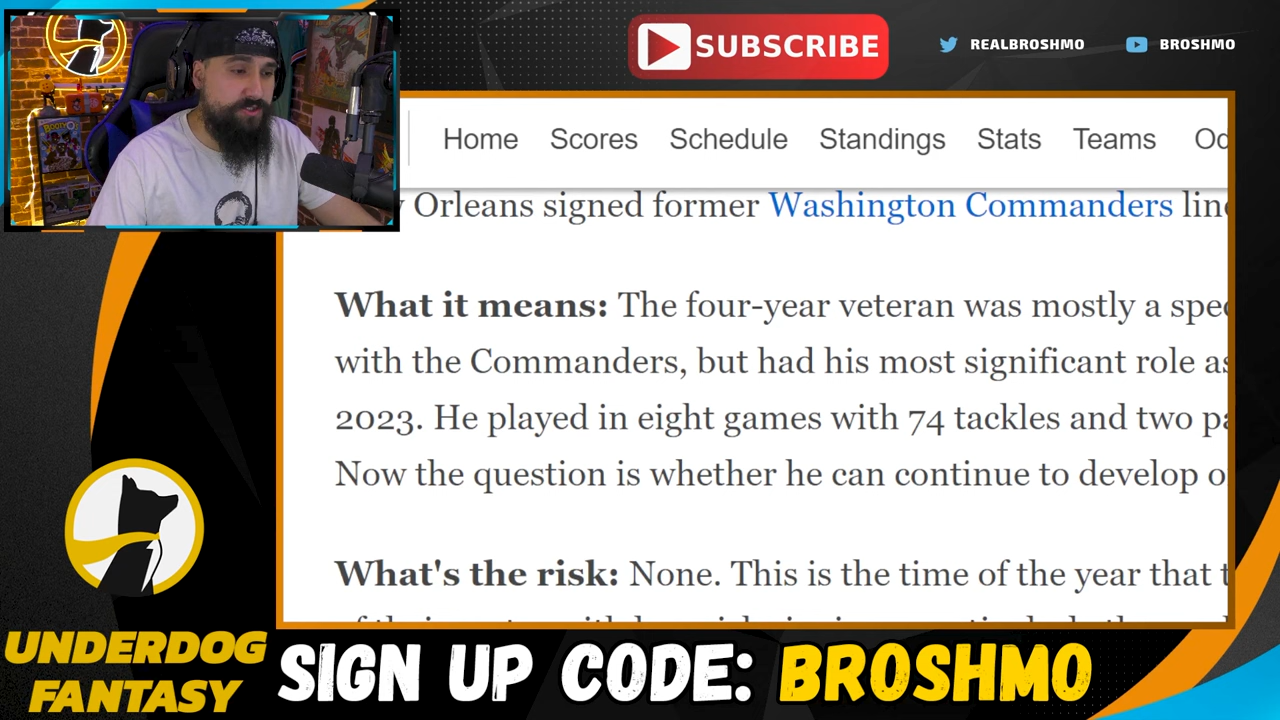 SUBSCRIBE
REALBROSHMO
BROSHMO
Home Scores Schedule Standings Stats Teams
Orleans signed former Washington Commanders
What it means: The four-year veteran was mostly a
with the Commanders, but had his most significant role
2023. He played in eight games with 74 tackles and two
Now the question is whether he can continue to develop
What's the risk: None. This is the time of the year that
UNDERDOG
FANTASY
SIGN UP CODE: BROSHMO